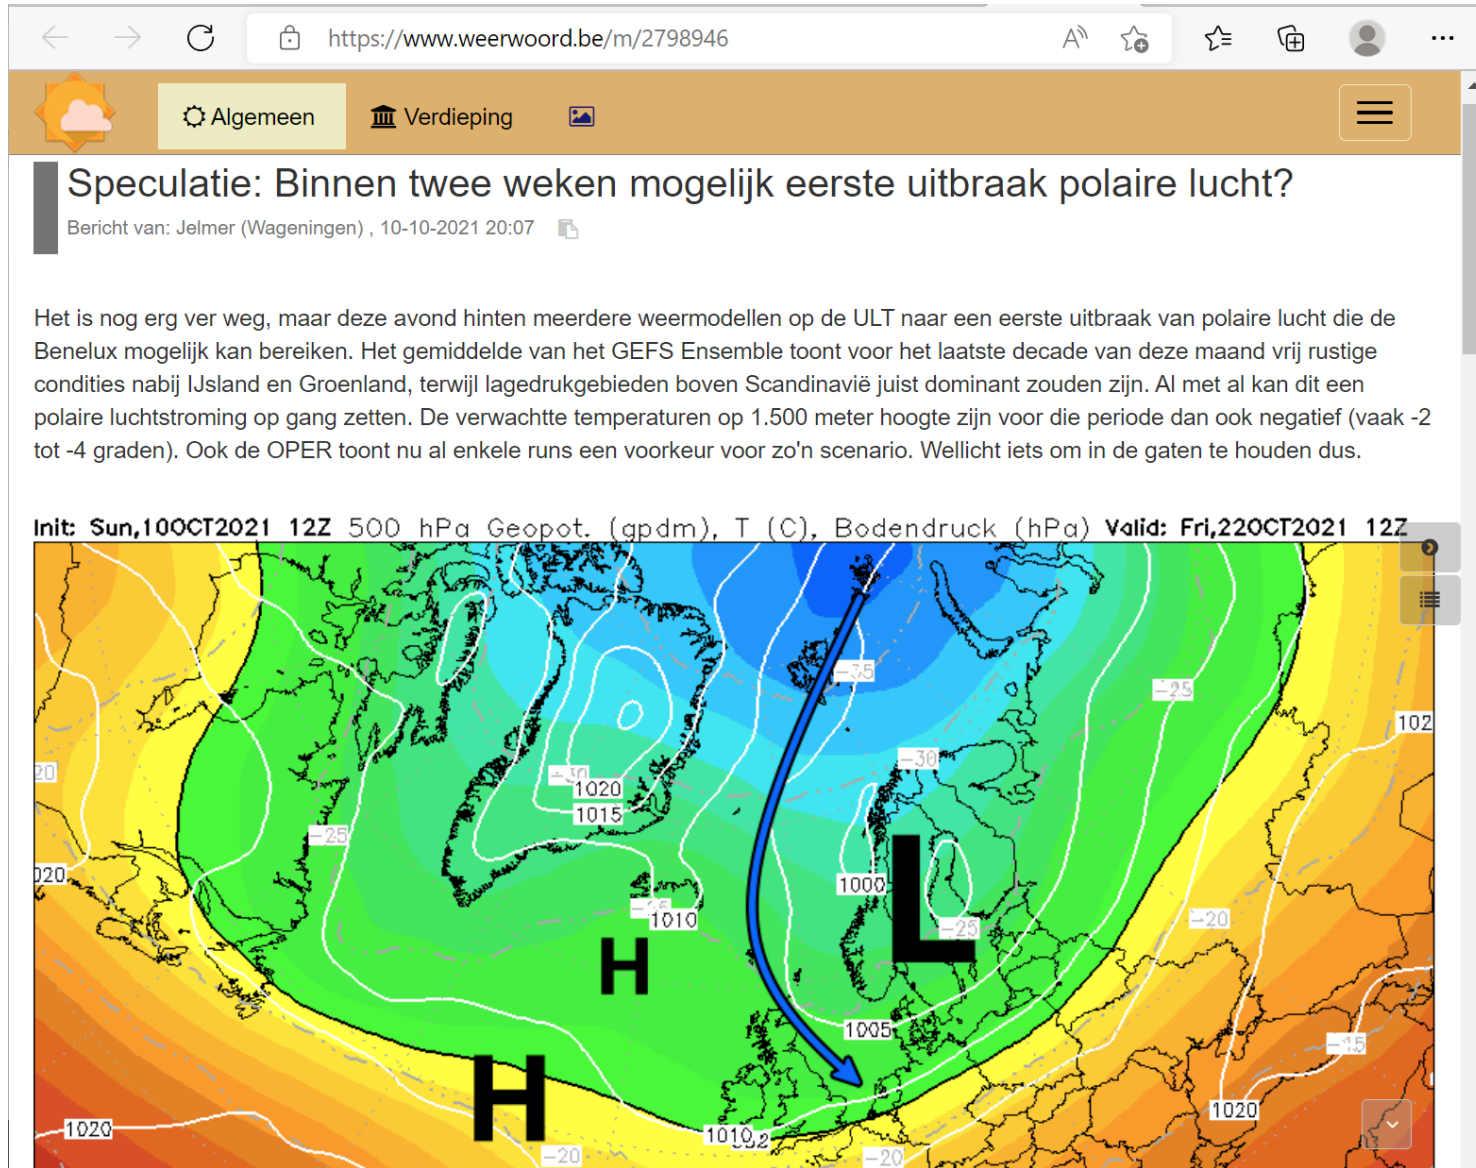 https://www.weerwoord.be/m/2798946
Algemeen
Verdieping
Speculatie: Binnen twee weken mogelijk eerste uitbraak polaire lucht?
Bericht van: Jelmer (Wageningen) , 10-10-2021 20:07
Het is nog erg ver weg, maar deze avond hinten meerdere weermodellen op de ULT naar een eerste uitbraak van polaire lucht die de
Benelux mogelijk kan bereiken. Het gemiddelde van het GEFS Ensemble toont voor het laatste decade van deze maand vrij rustige
condities nabij IJsland en Groenland, terwijl lagedrukgebieden boven Scandinavië juist dominant zouden zijn. Al met al kan dit een
polaire luchtstroming op gang zetten. De verwachtte temperaturen op 1.500 meter hoogte zijn voor die periode dan ook negatief (vaak -2
tot -4 graden). Ook de OPER toont nu al enkele runs een voorkeur voor zo'n scenario. Wellicht iets om in de gaten te houden dus.
Init: Sun,10OCT2021 12Z 500 hPa Geopot. (gpdm), T (C), Bodendruck (hPa) Valid: Fri,22OCT2021 12Z
-35
-25
102
-30
20
-30
1020
1015
-25
020
1000
L
1010
-20
-25
H
1005
-15
H
1020
1020
1010
-20
-20